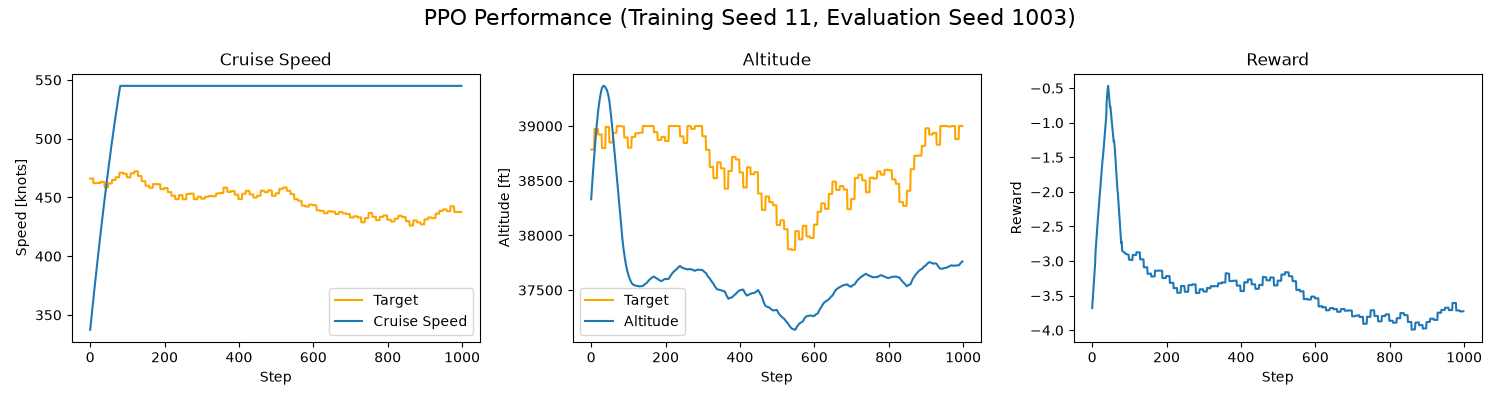 PPO Performance (Training Seed 11, Evaluation Seed 1003)
Cruise Speed
550
500
450
400
350
Speed [knots]
0 200 400 600 800 1000
Step
Target
Cruise Speed
Altitude
39000
38500
38000
37500
Altitude [ft]
0 200 400 600 800 1000
Step
Target
Altitude
Reward
−0.5
−1.0
−1.5
−2.0
−2.5
−3.0
−3.5
−4.0
Reward
0 200 400 600 800 1000
Step